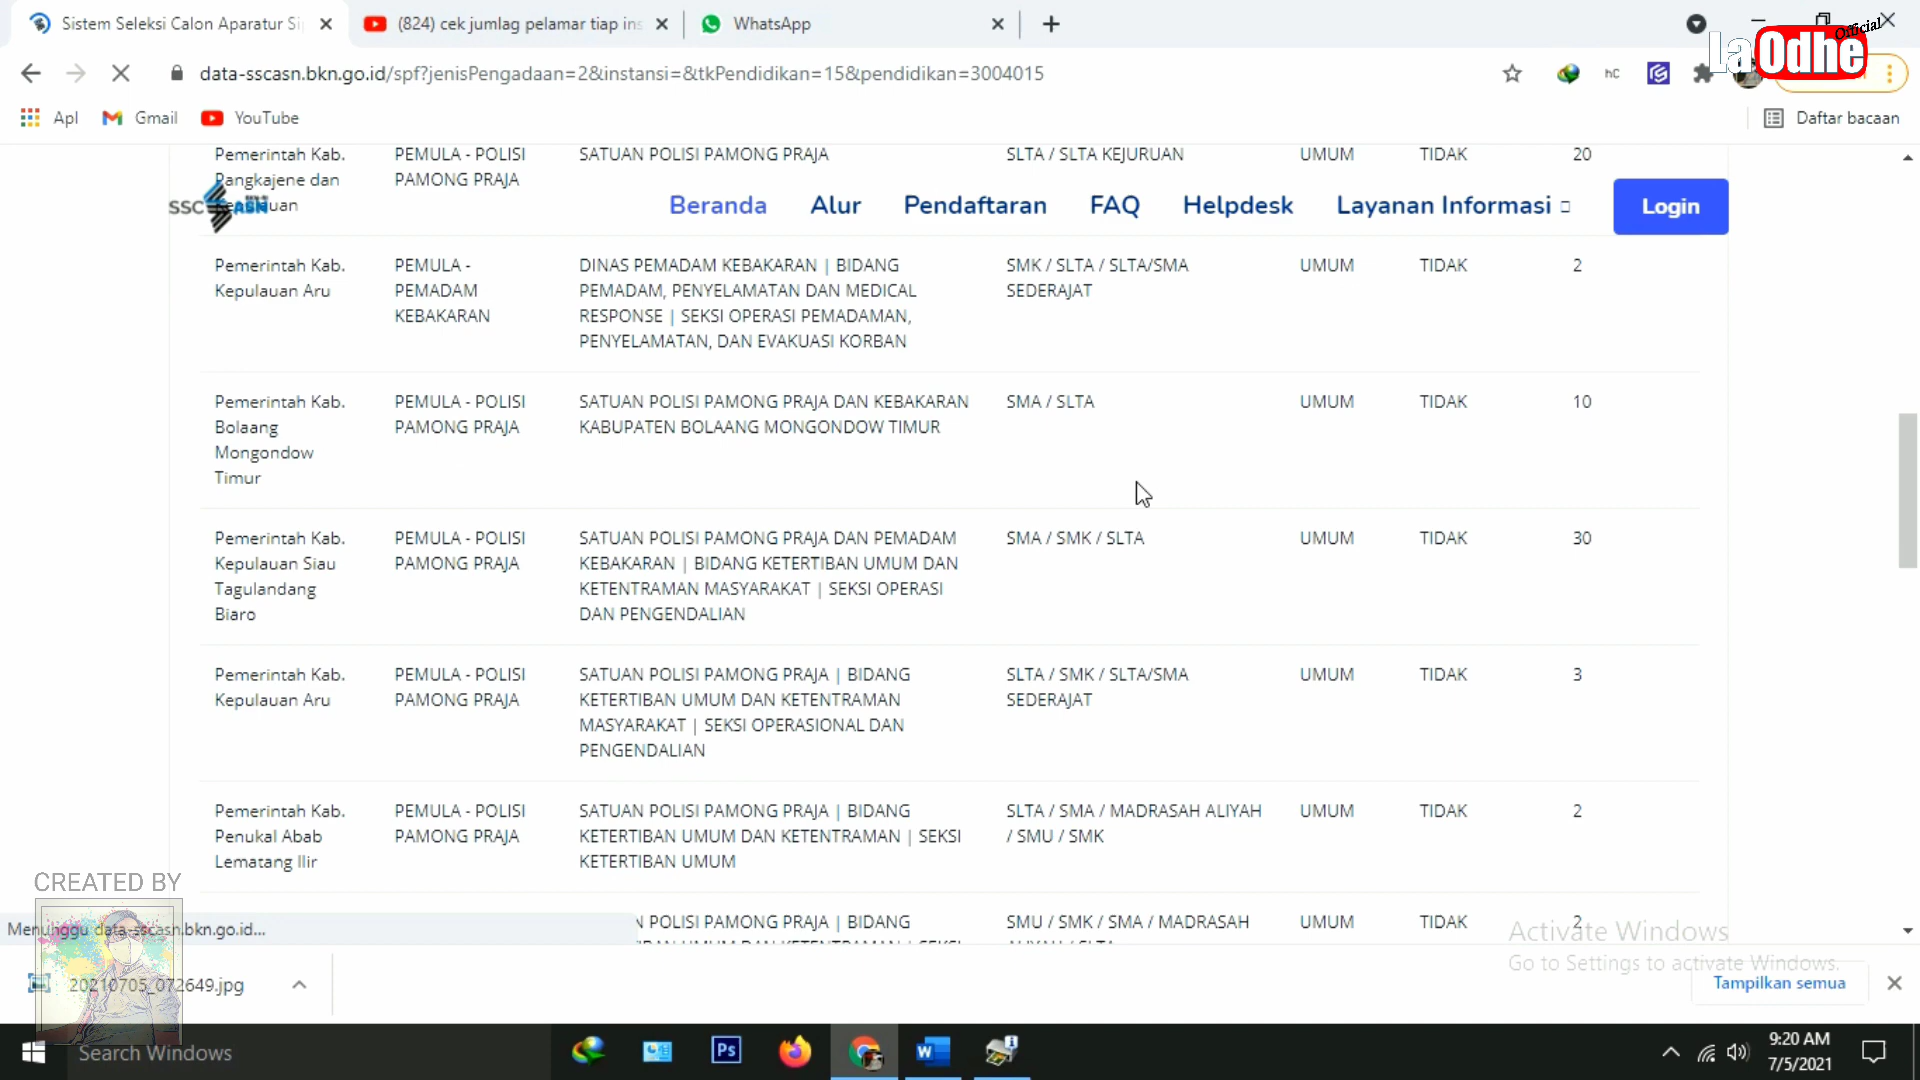 Sistem Seleksi Calon Aparatur Si
(824) cek jumlag pelamar tiap ins
WhatsApp
Official
LaOdhe
data-sscasn.bkn.go.id/spf?jenisPengadaan=2&instansi=&tkPendidikan=15&pendidikan=3004015
hC
Apl
Gmail
YouTube
Daftar bacaan
Pemerintah Kab.
Pangkajene dan
PEMULA - POLISI
PAMONG PRAJA
SATUAN POLISI PAMONG PRAJA
SLTA / SLTA KEJURUAN
UMUM
TIDAK
20
SSC ASN
Beranda
Alur
Pendaftaran
FAQ
Helpdesk
Layanan Informasi
Login
Pemerintah Kab.
Kepulauan Aru
PEMULA -
PEMADAM
KEBAKARAN
DINAS PEMADAM KEBAKARAN | BIDANG
PEMADAM, PENYELAMATAN DAN MEDICAL
RESPONSE | SEKSI OPERASI PEMADAMAN,
PENYELAMATAN, DAN EVAKUASI KORBAN
SMK / SLTA / SLTA/SMA
SEDERAJAT
UMUM
TIDAK
2
Pemerintah Kab.
Bolaang
Mongondow
Timur
PEMULA - POLISI
PAMONG PRAJA
SATUAN POLISI PAMONG PRAJA DAN KEBAKARAN
KABUPATEN BOLAANG MONGONDOW TIMUR
SMA / SLTA
UMUM
TIDAK
10
Pemerintah Kab.
Kepulauan Siau
Tagulandang
Biaro
PEMULA - POLISI
PAMONG PRAJA
SATUAN POLISI PAMONG PRAJA DAN PEMADAM
KEBAKARAN | BIDANG KETERTIBAN UMUM DAN
KETENTRAMAN MASYARAKAT | SEKSI OPERASI
DAN PENGENDALIAN
SMA / SMK / SLTA
UMUM
TIDAK
30
Pemerintah Kab.
Kepulauan Aru
PEMULA - POLISI
PAMONG PRAJA
SATUAN POLISI PAMONG PRAJA | BIDANG
KETERTIBAN UMUM DAN KETENTRAMAN
MASYARAKAT | SEKSI OPERASIONAL DAN
PENGENDALIAN
SLTA / SMK / SLTA/SMA
SEDERAJAT
UMUM
TIDAK
3
Pemerintah Kab.
Penukal Abab
Lematang Ilir
PEMULA - POLISI
PAMONG PRAJA
SATUAN POLISI PAMONG PRAJA | BIDANG
KETERTIBAN UMUM DAN KETENTRAMAN | SEKSI
KETERTIBAN UMUM
SLTA / SMA / MADRASAH ALIYAH
/ SMU / SMK
UMUM
TIDAK
2
POLISI PAMONG PRAJA | BIDANG
SMU / SMK / SMA / MADRASAH
UMUM
TIDAK
2
CREATED BY
Menunggu data-sscasn.bkn.go.id...
Activate Windows
Go to Settings to activate Windows.
20210705_072649.jpg
Tampilkan semua
Search Windows
Ps
W
9:20 AM
7/5/2021